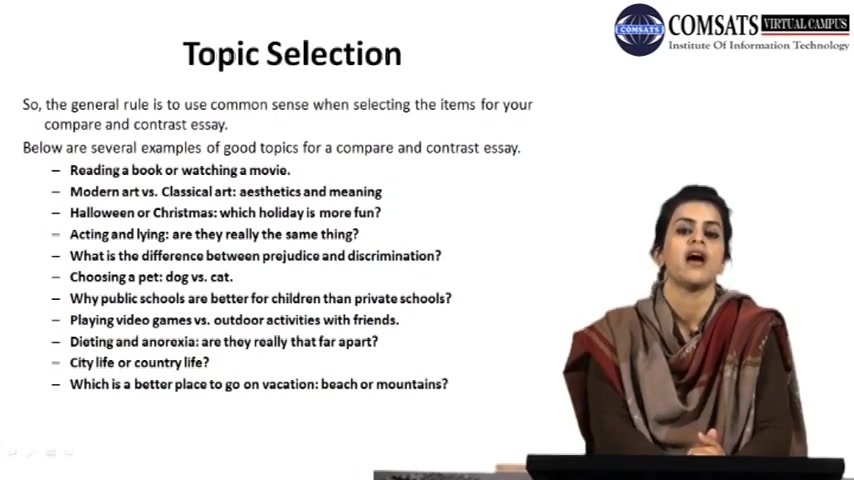 COMSATS VIRTUAL CAMPUS
COMSATS
Institute Of Information Technology
Topic Selection
So, the general rule is to use common sense when selecting the items for your
compare and contrast essay.
Below are several examples of good topics for a compare and contrast essay.
– Reading a book or watching a movie.
– Modern art vs. Classical art: aesthetics and meaning
– Halloween or Christmas: which holiday is more fun?
– Acting and lying: are they really the same thing?
– What is the difference between prejudice and discrimination?
– Choosing a pet: dog vs. cat.
– Why public schools are better for children than private schools?
– Playing video games vs. outdoor activities with friends.
– Dieting and anorexia: are they really that far apart?
– City life or country life?
– Which is a better place to go on vacation: beach or mountains?